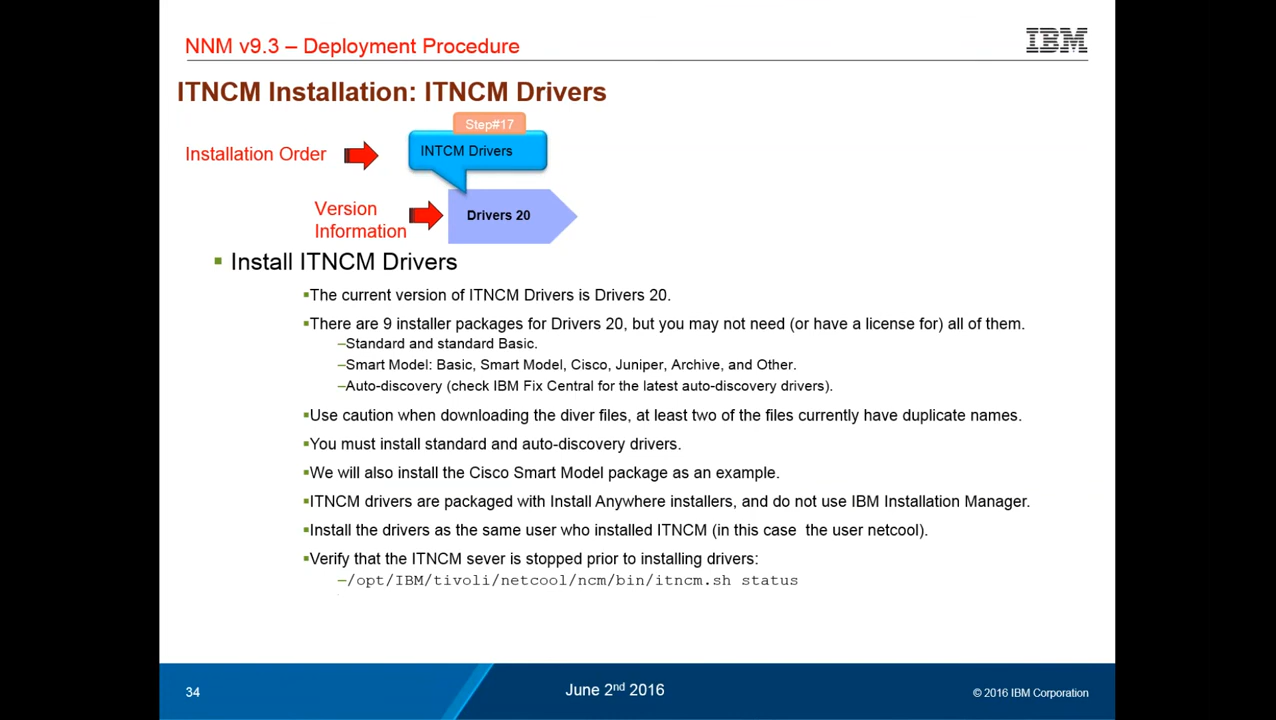 NNM v9.3 – Deployment Procedure
IBM
ITNCM Installation: ITNCM Drivers
Step#17
Installation Order
INTCM Drivers
Version
Information
Drivers 20
▪ Install ITNCM Drivers
▪The current version of ITNCM Drivers is Drivers 20.
▪There are 9 installer packages for Drivers 20, but you may not need (or have a license for) all of them.
–Standard and standard Basic.
–Smart Model: Basic, Smart Model, Cisco, Juniper, Archive, and Other.
–Auto-discovery (check IBM Fix Central for the latest auto-discovery drivers).
▪Use caution when downloading the diver files, at least two of the files currently have duplicate names.
▪You must install standard and auto-discovery drivers.
▪We will also install the Cisco Smart Model package as an example.
▪ITNCM drivers are packaged with Install Anywhere installers, and do not use IBM Installation Manager.
▪Install the drivers as the same user who installed ITNCM (in this case  the user netcool).
▪Verify that the ITNCM sever is stopped prior to installing drivers:
–/opt/IBM/tivoli/netcool/ncm/bin/itncm.sh status
34
June 2nd 2016
© 2016 IBM Corporation